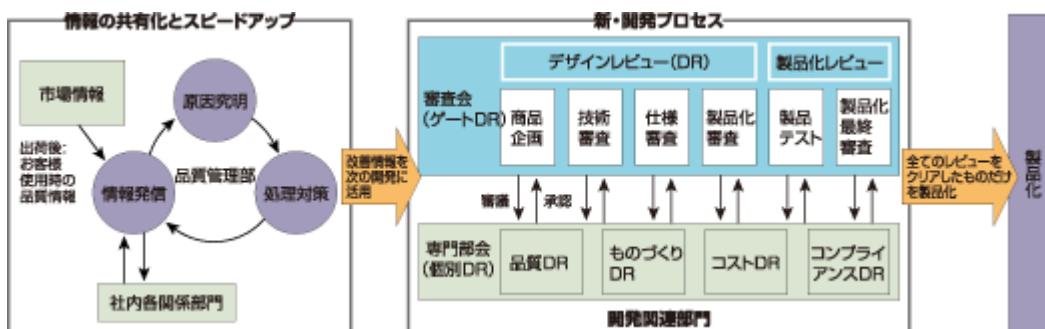 情報の共有化とスピードアップ
市場情報
原因究明
出荷後:
お客様
使用時の
品質情報
品質管理部
情報発信
処理対策
社内各関係部門
改善情報を
次の開発に
活用
新・開発プロセス
デザインレビュー(DR)
製品化レビュー
審査会
(ゲートDR)
商品
企画
技術
審査
仕様
審査
製品化
審査
製品
テスト
製品化
最終
審査
審議
承認
専門部会
(個別DR)
品質DR
ものづくり
DR
コストDR
コンプライ
アンスDR
開発関連部門
全てのレビューを
クリアしたものだけ
を製品化
製品化